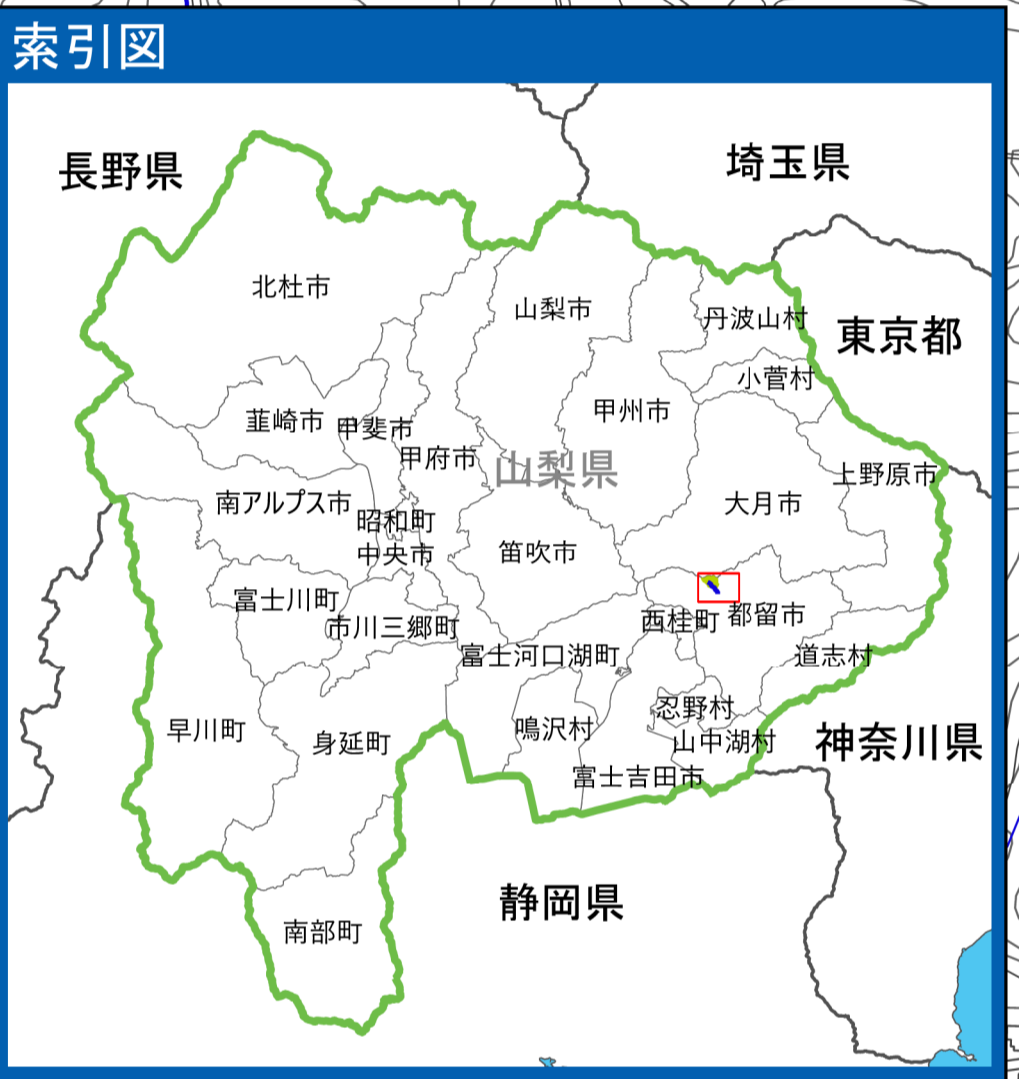 索引図
長野県
埼玉県
北杜市
山梨市
丹波山村
東京都
小菅村
甲州市
韮崎市
甲斐市
甲府市
山梨県
上野原市
南アルプス市
大月市
昭和町
中央市
笛吹市
富士川町
市川三郷町
西桂町
都留市
富士河口湖町
道志村
忍野村
早川町
身延町
鳴沢村
山中湖村
神奈川県
富士吉田市
静岡県
南部町